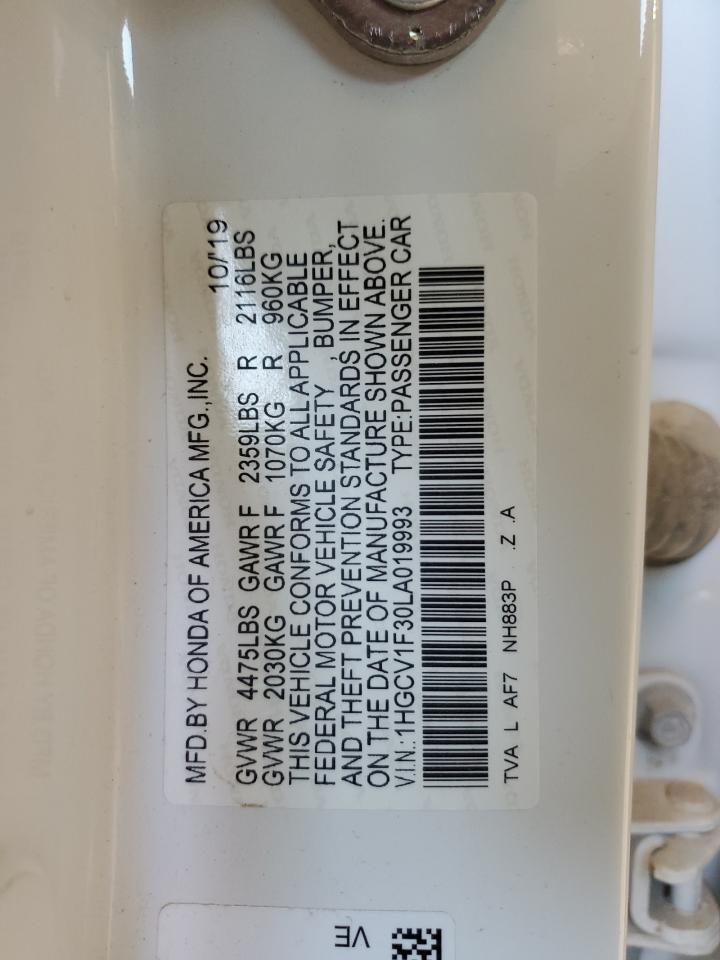 MFD.BY HONDA OF AMERICA MFG.,INC. 10/19
GVWR 4475LBS GAWR F 2359LBS R 2116LBS
GVWR 2030KG GAWR F 1070KG R 960KG
THIS VEHICLE CONFORMS TO ALL APPLICABLE
FEDERAL MOTOR VEHICLE SAFETY, BUMPER,
AND THEFT PREVENTION STANDARDS IN EFFECT
ON THE DATE OF MANUFACTURE SHOWN ABOVE.
V.I.N.: 1HGCV1F30LA019993 TYPE:PASSENGER CAR
TVA L AF7 NH883P .Z .A
VE